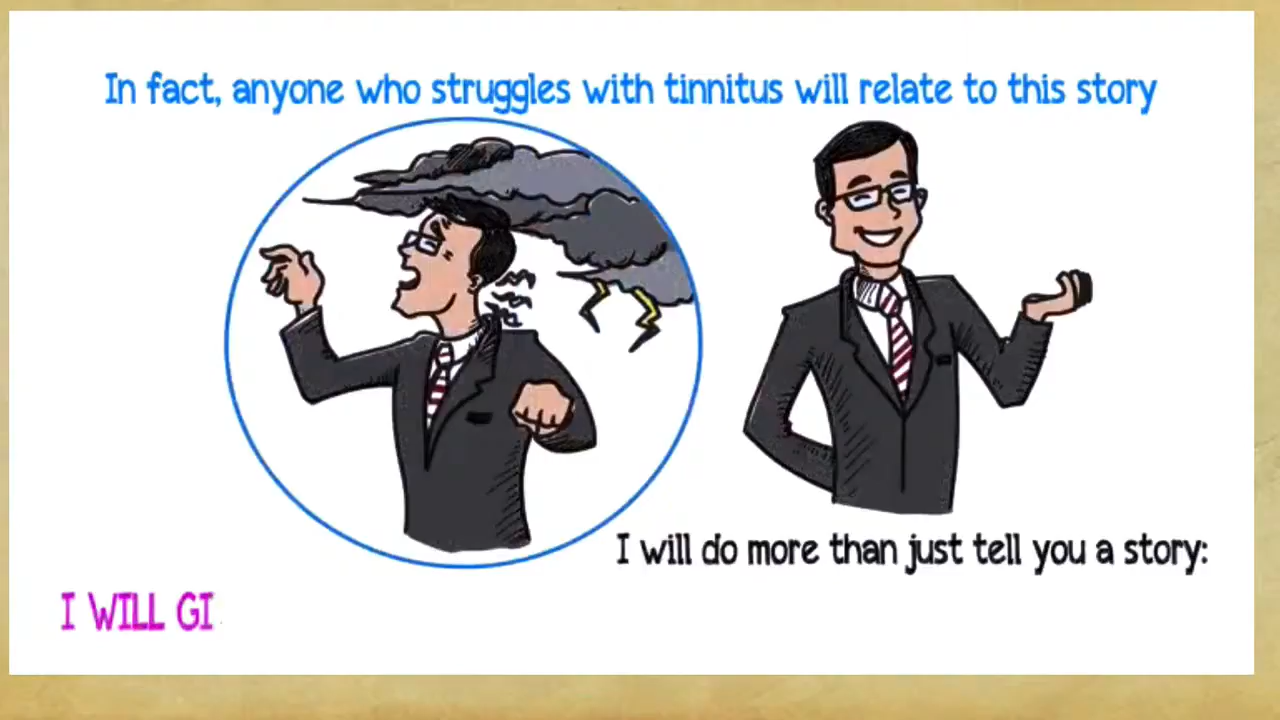 In fact, anyone who struggles with tinnitus will relate to this story
I will do more than just tell you a story:
I WILL GI